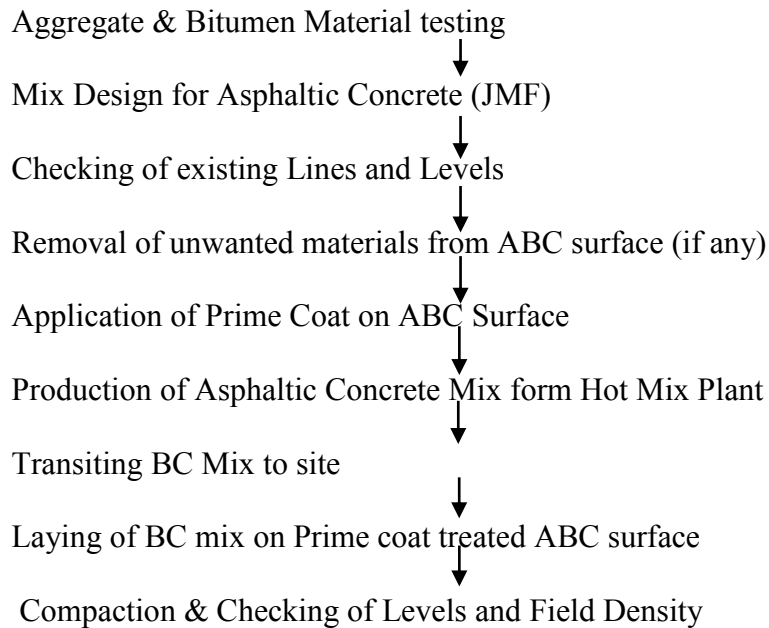 Aggregate & Bitumen Material testing
Mix Design for Asphaltic Concrete (JMF)
Checking of existing Lines and Levels
Removal of unwanted materials from ABC surface (if any)
Application of Prime Coat on ABC Surface
Production of Asphaltic Concrete Mix form Hot Mix Plant
Transiting BC Mix to site
Laying of BC mix on Prime coat treated ABC surface
Compaction & Checking of Levels and Field Density